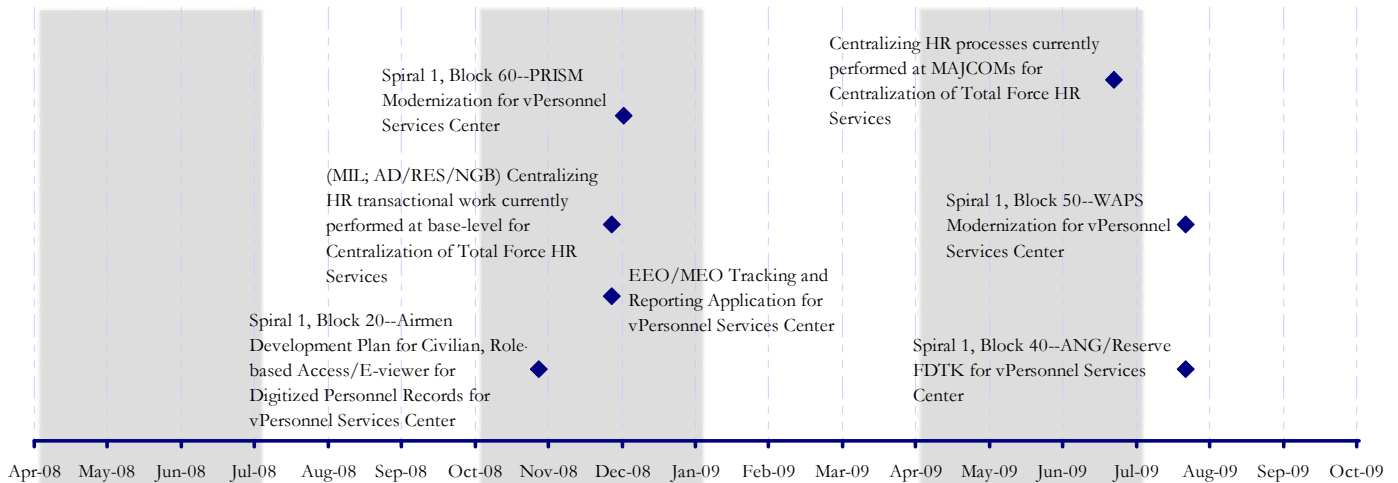 Centralizing HR processes currently
performed at MAJCOMs for
Centralization of Total Force HR
Services
Spiral 1, Block 60--PRISM
Modernization for vPersonnel
Services Center
(MIL; AD/RES/NGB) Centralizing
HR transactional work currently
performed at base-level for
Centralization of Total Force HR
Services
Spiral 1, Block 50--WAPS
Modernization for vPersonnel
Services Center
EEO/MEO Tracking and
Reporting Application for
vPersonnel Services Center
Spiral 1, Block 20--Airmen
Development Plan for Civilian, Role-
based Access/E-viewer for
Digitized Personnel Records for
vPersonnel Services Center
Spiral 1, Block 40--ANG/Reserve
FDTK for vPersonnel Services
Center
Apr-08 May-08 Jun-08 Jul-08 Aug-08 Sep-08 Oct-08 Nov-08 Dec-08 Jan-09 Feb-09 Mar-09 Apr-09 May-09 Jun-09 Jul-09 Aug-09 Sep-09 Oct-09